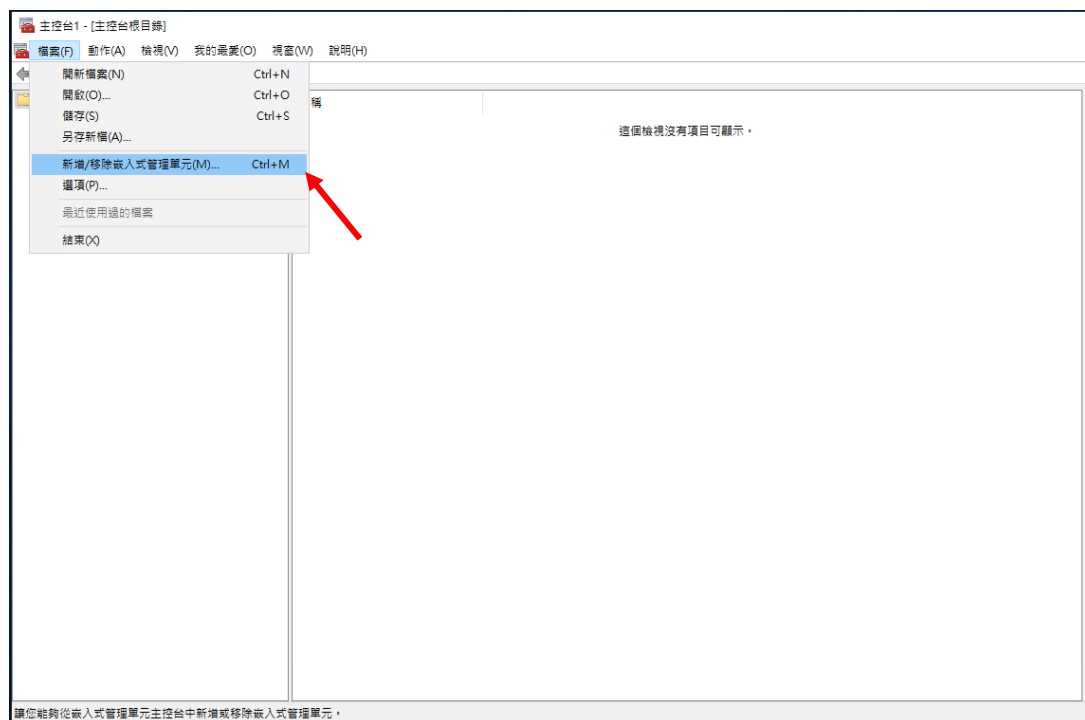 主控台1 - [主控台根目錄]
檔案(F) 動作(A) 檢視(V) 我的最愛(O) 視窗(W) 說明(H)
開新檔案(N) Ctrl+N
開啟(O)... Ctrl+O
儲存(S) Ctrl+S
另存新檔(A)...
新增/移除嵌入式管理單元(M)... Ctrl+M
選項(P)...
最近使用過的檔案
結束(X)
稱
這個檢視沒有項目可顯示。
讓您能夠從嵌入式管理單元主控台中新增或移除嵌入式管理單元。